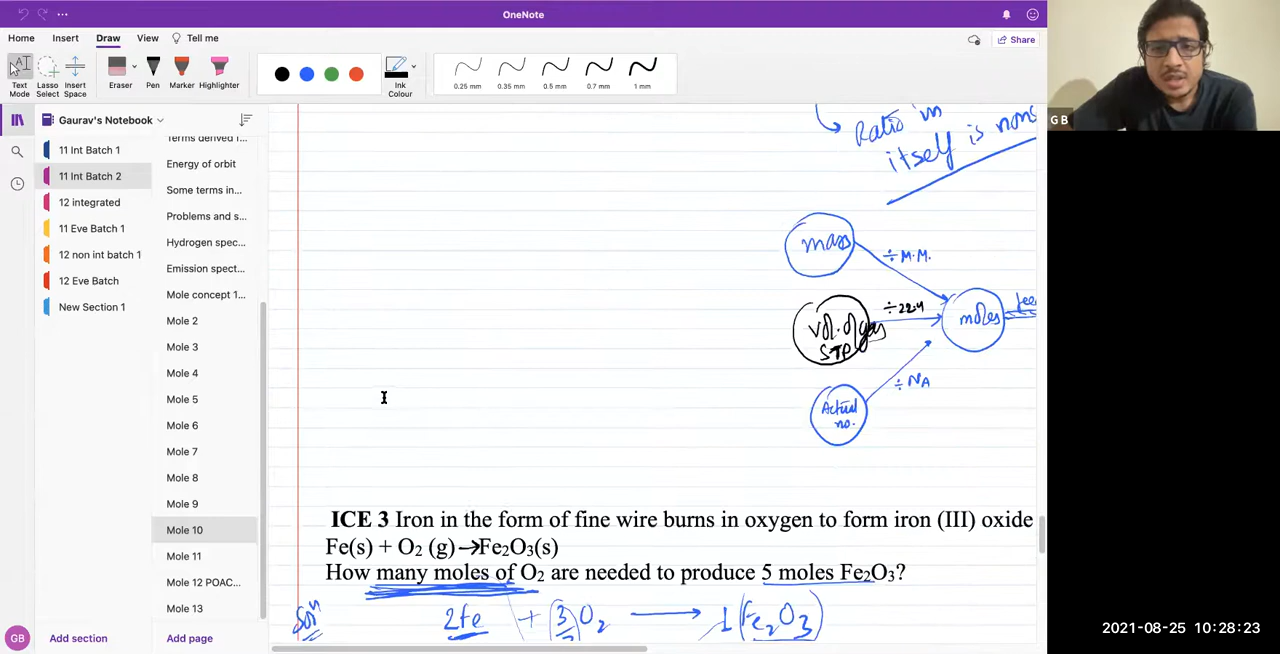 OneNote
Home Insert Draw View Tell me
Share
Text Mode
Lasso Select
Insert Space
Eraser
Pen
Marker
Highlighter
Ink Colour
0.25 mm 0.35 mm 0.5 mm 0.7 mm 1 mm
GB
Gaurav's Notebook
11 Int Batch 1
11 Int Batch 2
12 integrated
11 Eve Batch 1
12 non int batch 1
12 Eve Batch
New Section 1
Terms derived f...
Energy of orbit
Some terms in...
Problems and s...
Hydrogen spec...
Emission spect...
Mole concept 1...
Mole 2
Mole 3
Mole 4
Mole 5
Mole 6
Mole 7
Mole 8
Mole 9
Mole 10
Mole 11
Mole 12 POAC...
Mole 13
GB
Add section
Add page
Ratio in
itself is
mass
÷ M.M.
vol. of gas
STP
÷ 22.4
moles
÷ NA
Actual
no.
ICE 3 Iron in the form of fine wire burns in oxygen to form iron (III) oxide
Fe(s) + O₂ (g)→Fe₂O₃(s)
How many moles of O₂ are needed to produce 5 moles Fe₂O₃?
Solⁿ 2Fe + 3 O₂ → 1 (Fe₂O₃)
2021-08-25 10:28:23